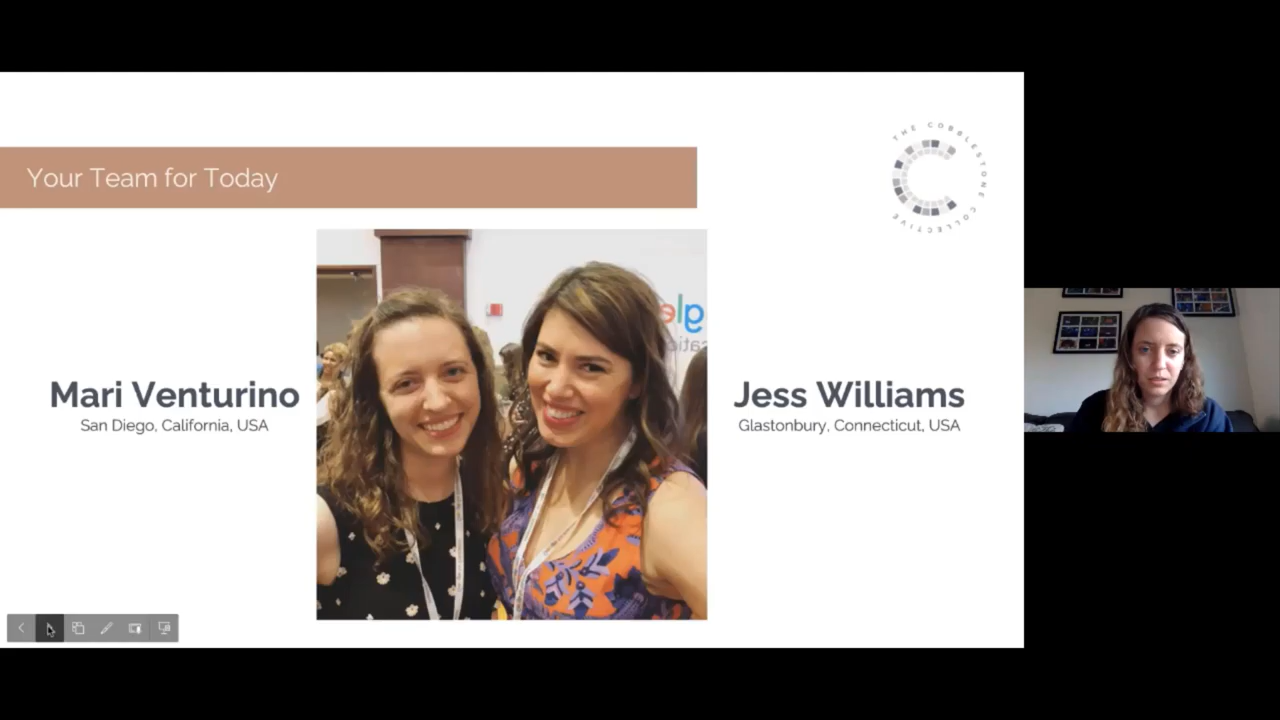 Your Team for Today
THE COBBLESTONE COLLECTIVE
Mari Venturino
San Diego, California, USA
Jess Williams
Glastonbury, Connecticut, USA